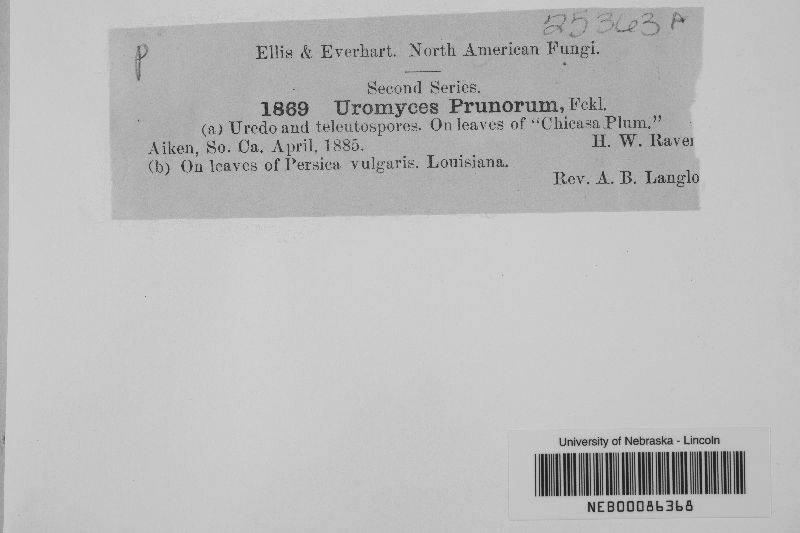 25363 A
p
Ellis & Everhart. North American Fungi.
Second Series.
1869 Uromyces Prunorum, Fckl.
(a) Uredo and teleutospores. On leaves of "Chicasa Plum."
Aiken, So. Ca. April, 1885. H. W. Raven
(b) On leaves of Persica vulgaris. Louisiana.
Rev. A. B. Langlo
University of Nebraska - Lincoln
NEB00086368